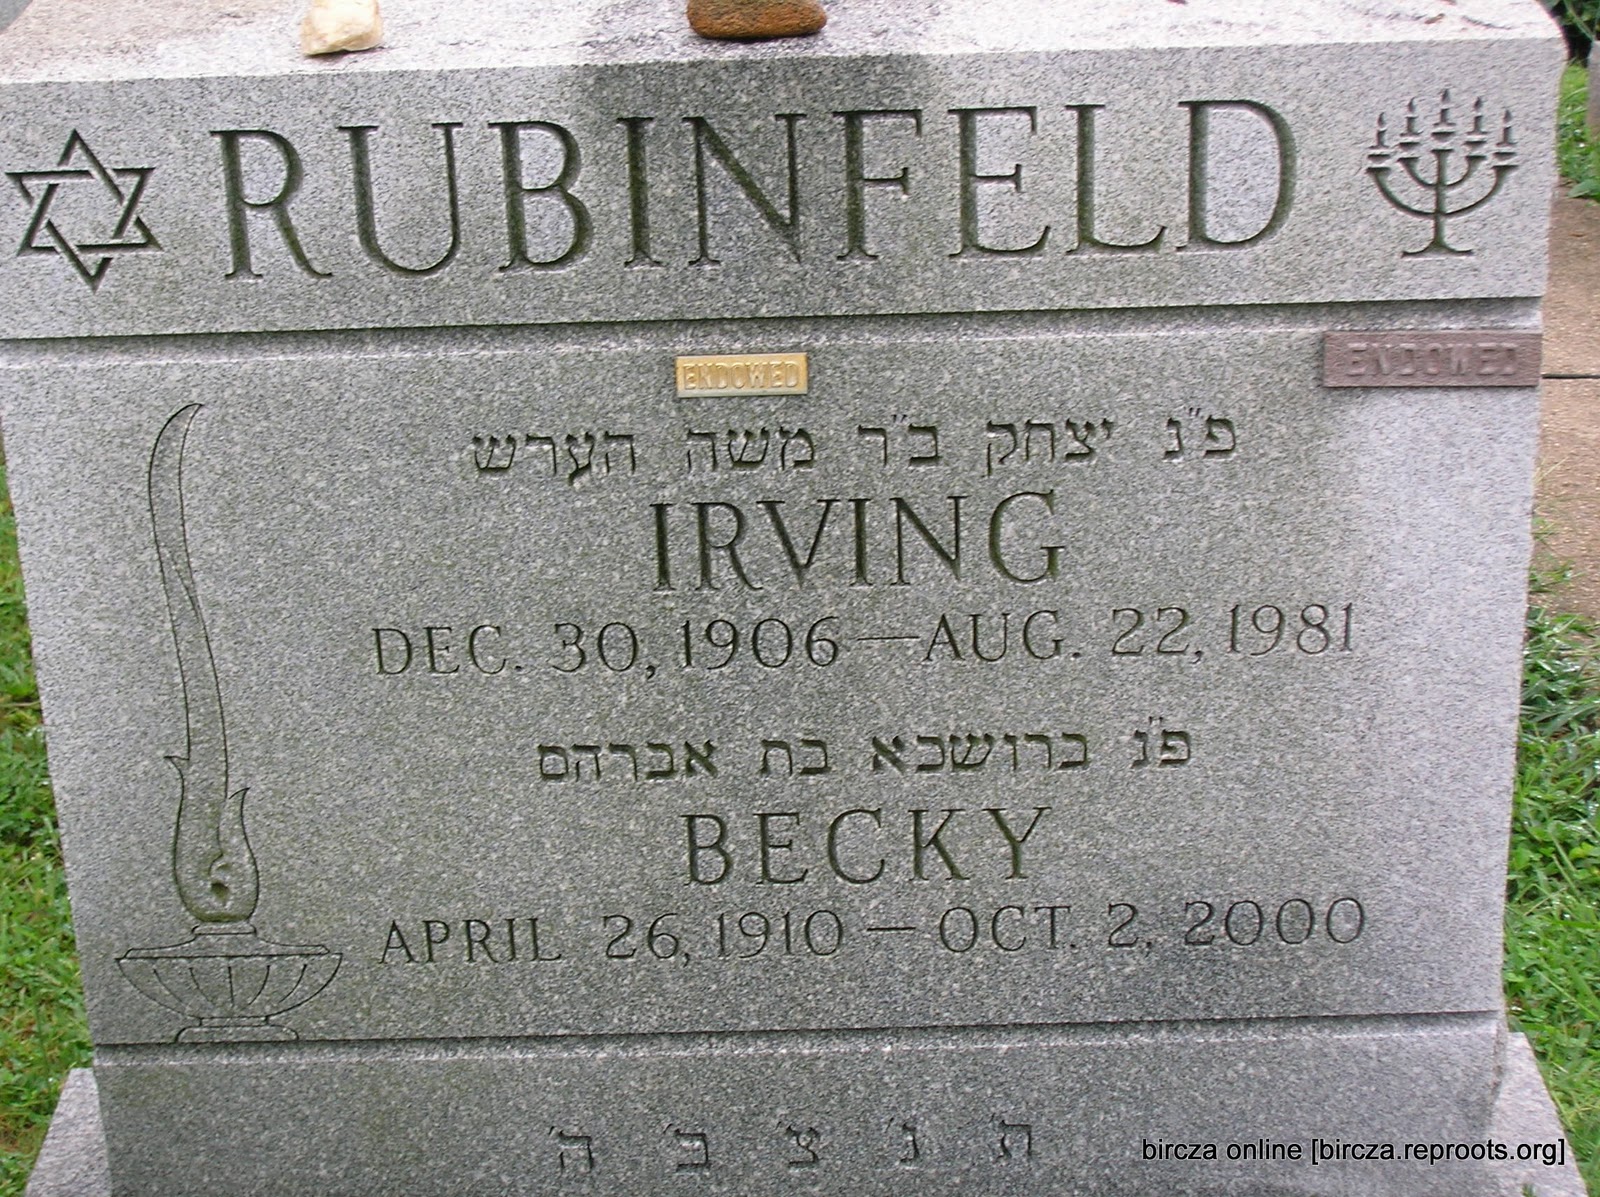 RUBINFELD
ENDOWED
ENDOWED
פ"נ יצחק ב"ר משה הערש
IRVING
DEC. 30, 1906 — AUG. 22, 1981
פ"נ ברושבא בת אברהם
BECKY
APRIL 26, 1910 — OCT. 2, 2000
ת' נ' צ' ב' ה'
bircza online [bircza.reproots.org]